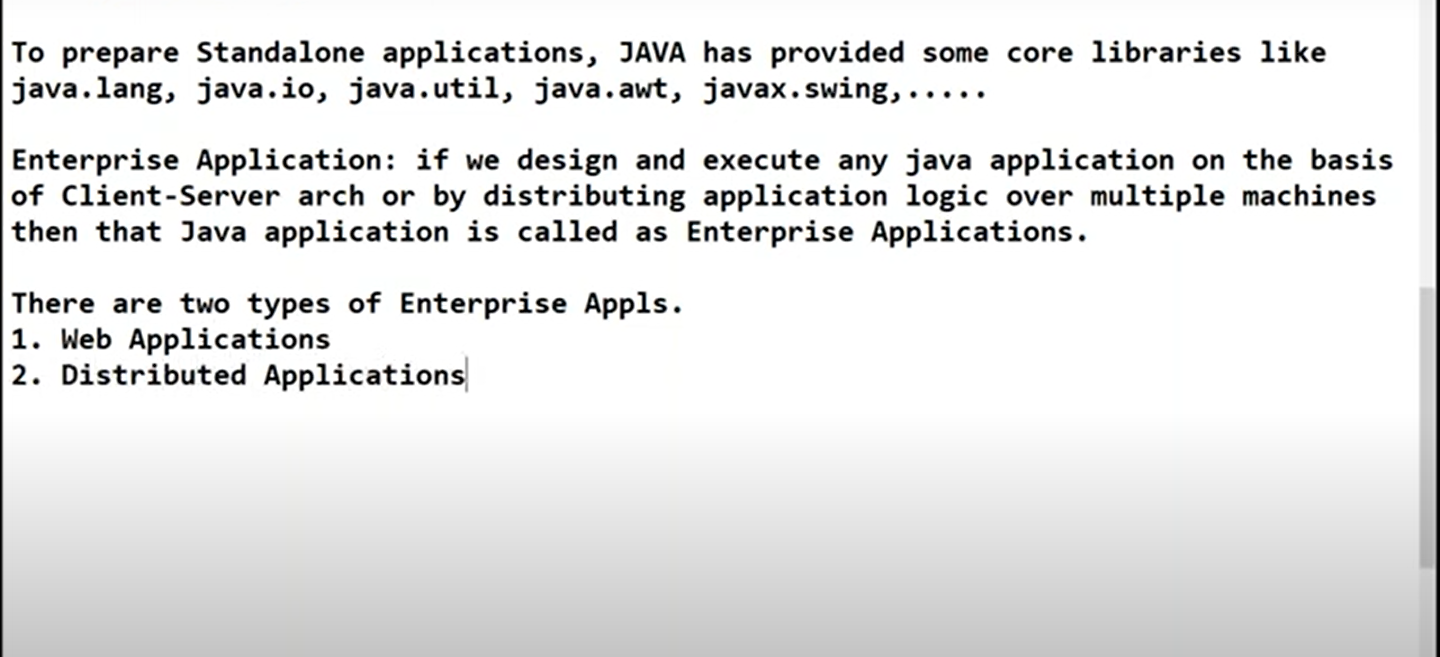 To prepare Standalone applications, JAVA has provided some core libraries like
java.lang, java.io, java.util, java.awt, javax.swing,.....
Enterprise Application: if we design and execute any java application on the basis
of Client-Server arch or by distributing application logic over multiple machines
then that Java application is called as Enterprise Applications.
There are two types of Enterprise Appls.
1. Web Applications
2. Distributed Applications